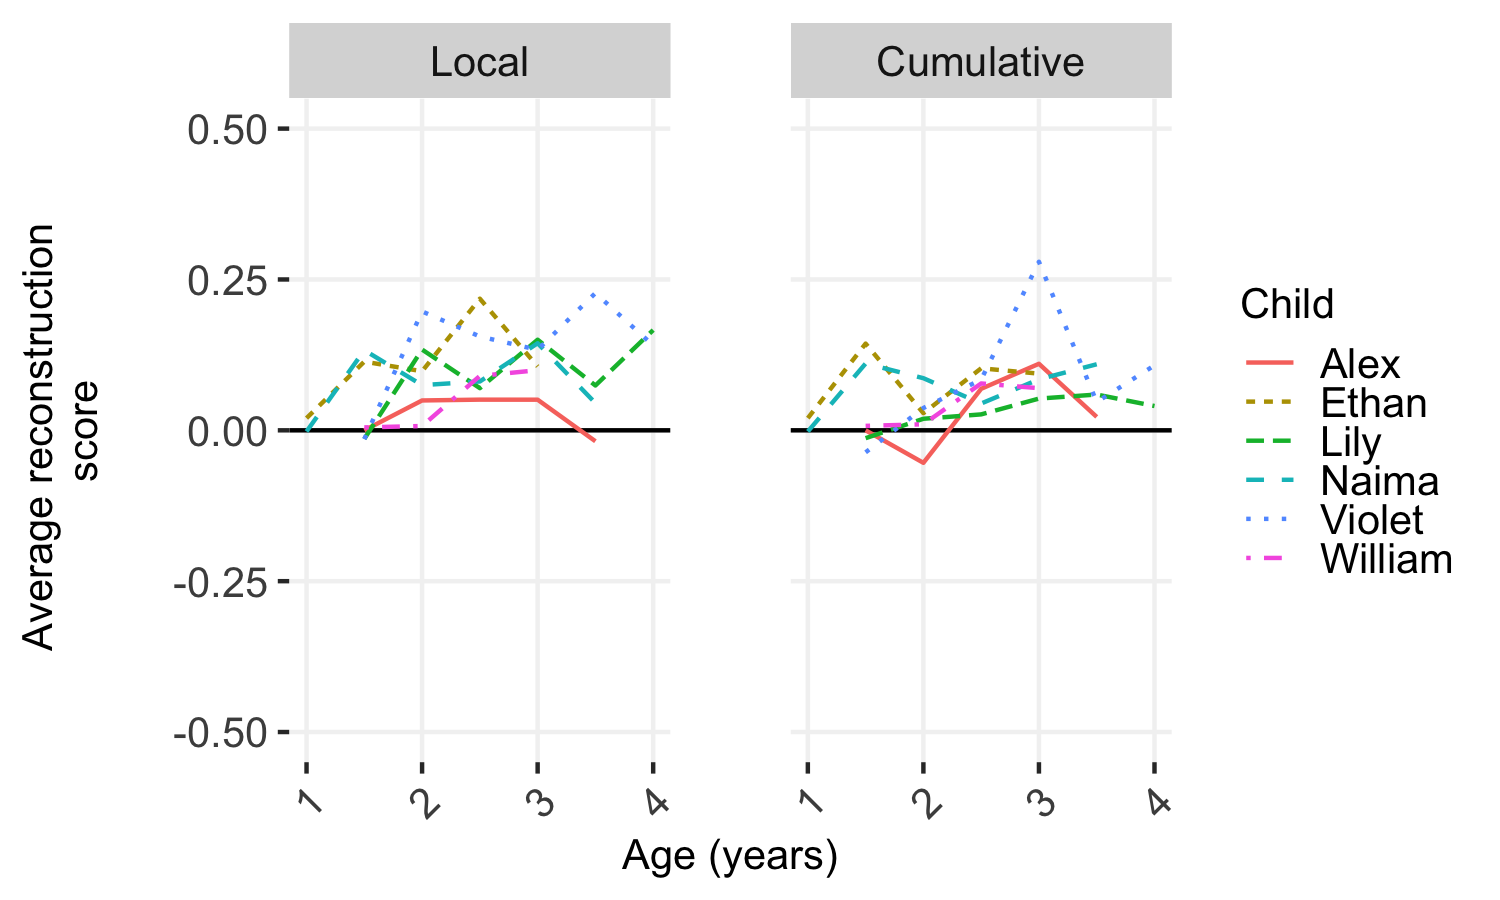 Local
Cumulative
0.50
0.25
0.00
-0.25
-0.50
Average reconstruction
score
1 2 3 4
1 2 3 4
Age (years)
Child
Alex
Ethan
Lily
Naima
Violet
William